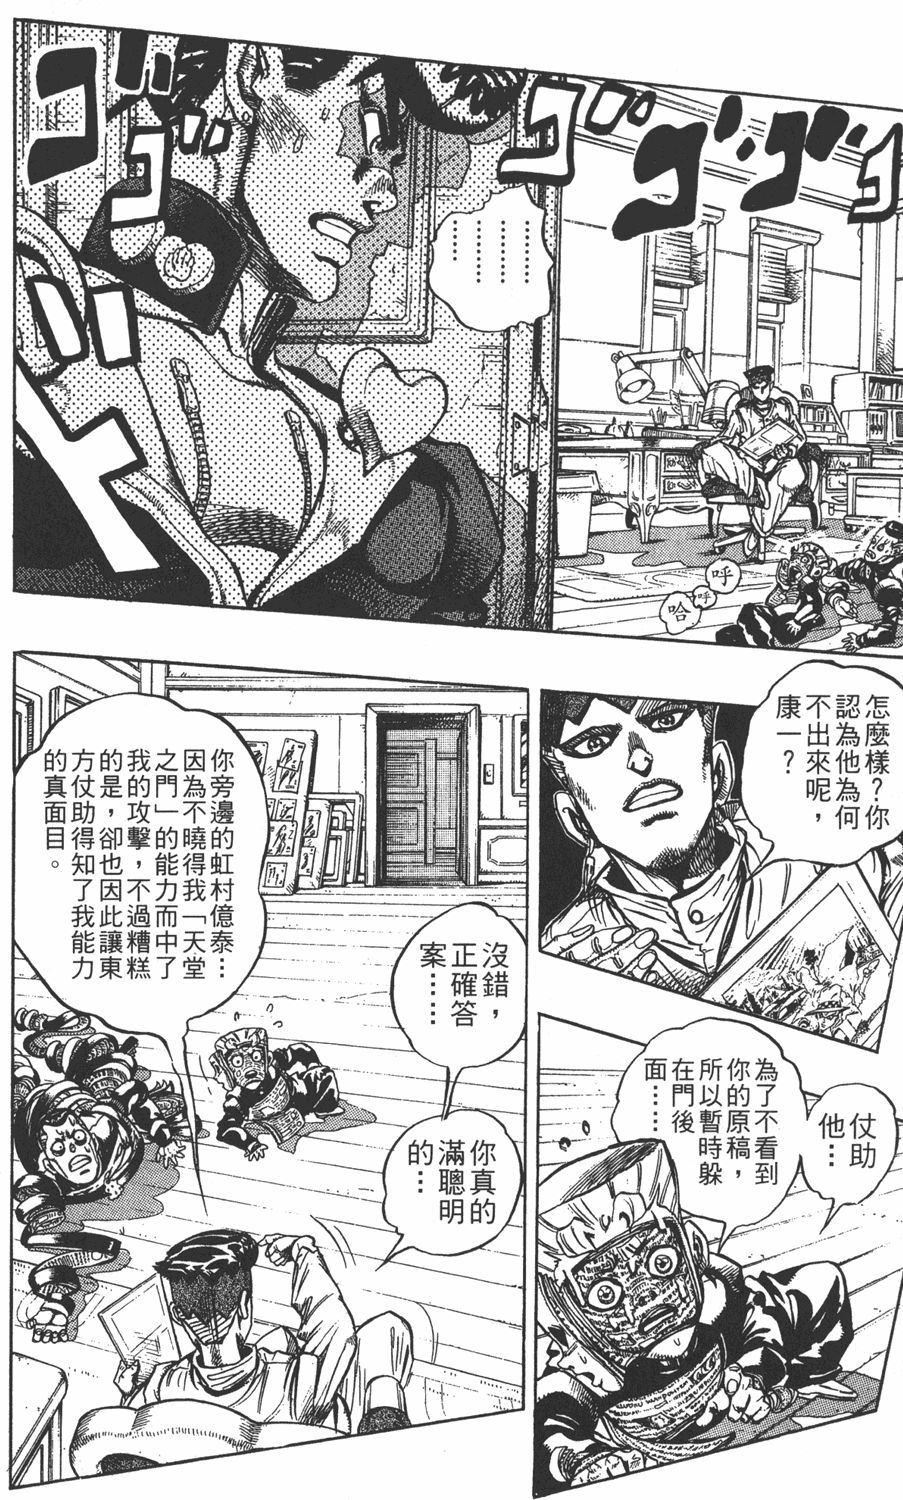 ゴゴゴゴ
ゴゴゴゴ
ド
呼
呼
哈
…………
…………
怎麼樣？你
認為他為何
不出來呢，
康一？
仗助
他…
為了不看到
你的原稿，
所以暫時躲
在門後
面……
沒錯，
正確答
案……
你真的
滿聰明
的…
你旁邊的虹村億泰…
因為不曉得我「天堂
之門」的能力而中了
我的攻擊，不過糟糕
的是，卻也因此讓東
方仗助得知了我能力
的真面目。